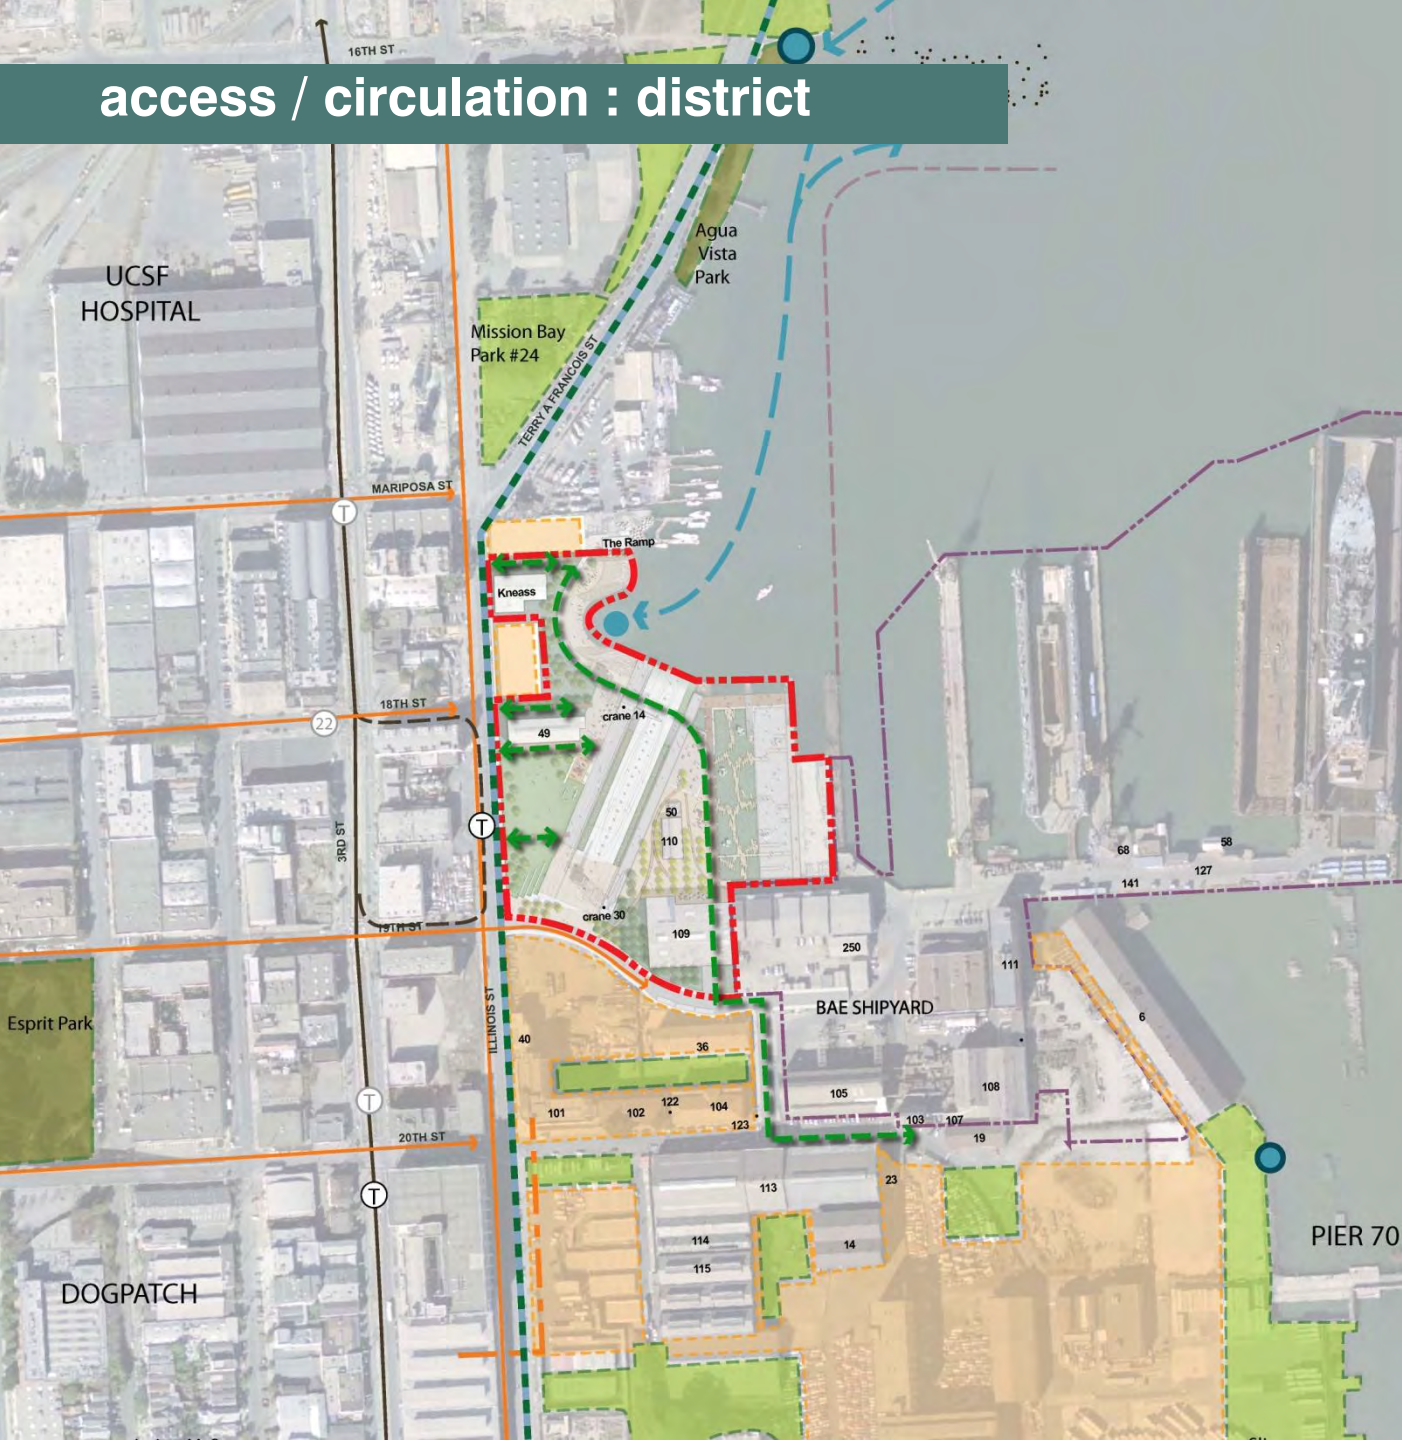 16TH ST
access / circulation : district
Agua
Vista
Park
UCSF
HOSPITAL
Mission Bay
Park #24
TERRY A FRANCOIS ST
MARIPOSA ST
T
The Ramp
Kneass
18TH ST
22
crane 14
49
T
3RD ST
50
110
68
58
127
141
crane 30
19TH ST
109
250
111
BAE SHIPYARD
6
Esprit Park
ILLINOIS ST
40
36
105
108
T
101
102
122
104
123
103
107
19
20TH ST
T
113
23
114
14
115
PIER 70
DOGPATCH